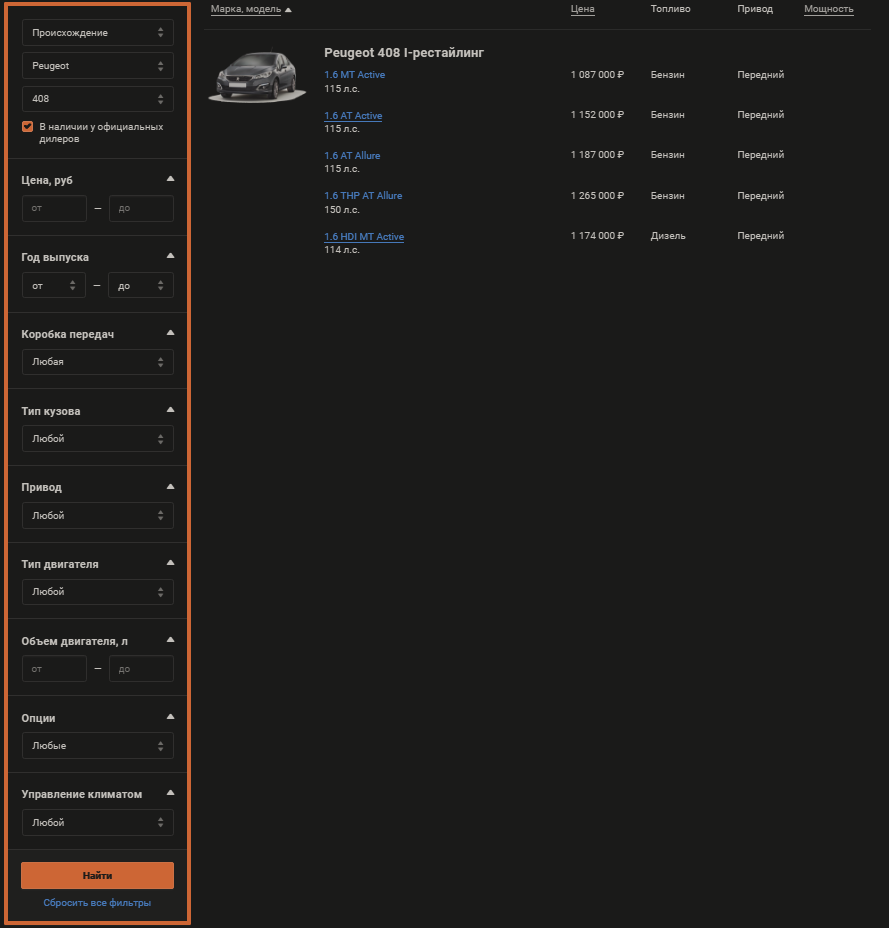 Происхождение
Peugeot
408
В наличии у официальных
дилеров
Цена, руб
от — до
Год выпуска
от — до
Коробка передач
Любая
Тип кузова
Любой
Привод
Любой
Тип двигателя
Любой
Объем двигателя, л
от — до
Опции
Любые
Управление климатом
Любой
Найти
Сбросить все фильтры
Марка, модель Цена Топливо Привод Мощность
Peugeot 408 I-рестайлинг
1.6 MT Active 1 087 000 ₽ Бензин Передний
115 л.с.
1.6 AT Active 1 152 000 ₽ Бензин Передний
115 л.с.
1.6 AT Allure 1 187 000 ₽ Бензин Передний
115 л.с.
1.6 THP AT Allure 1 265 000 ₽ Бензин Передний
150 л.с.
1.6 HDI MT Active 1 174 000 ₽ Дизель Передний
114 л.с.